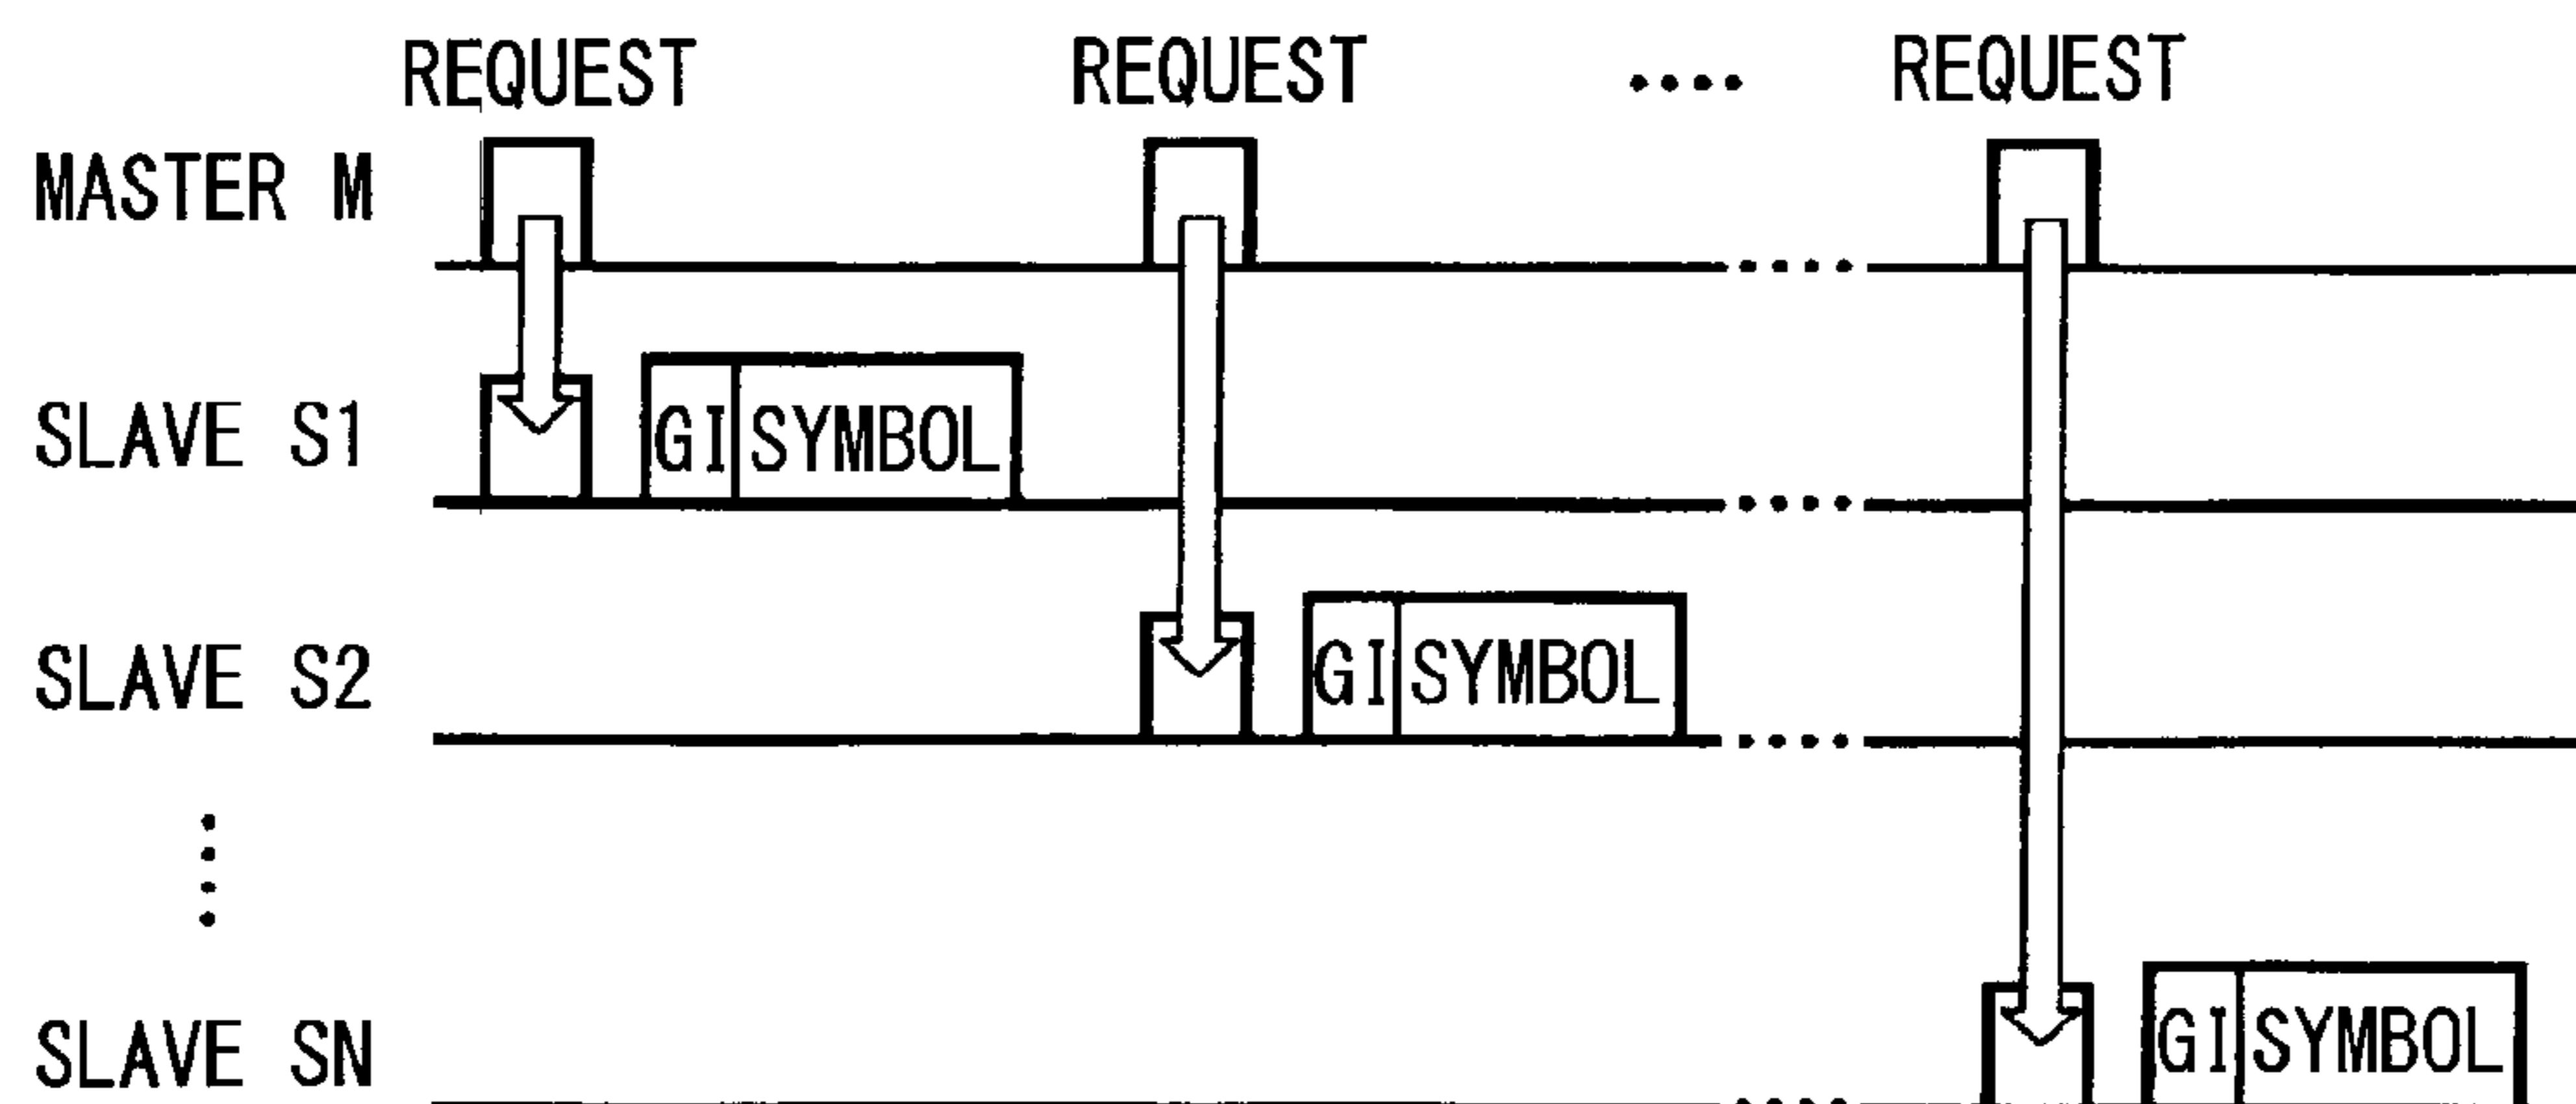 REQUEST REQUEST .... REQUEST
MASTER M
SLAVE S1 GI SYMBOL
SLAVE S2 GI SYMBOL
SLAVE SN GI SYMBOL